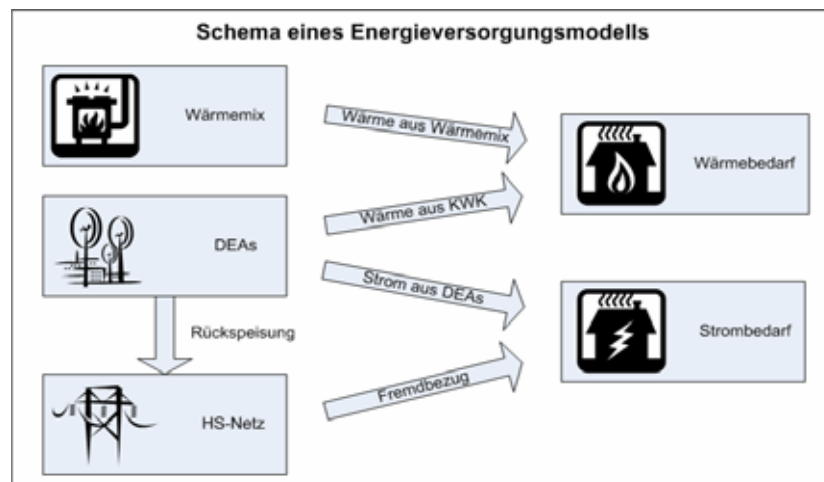 Schema eines Energieversorgungsmodells
Wärmemix
Wärme aus Wärmemix
Wärmebedarf
DEAs
Wärme aus KWK
Strom aus DEAs
Rückspeisung
Strombedarf
HS-Netz
Fremdbezug